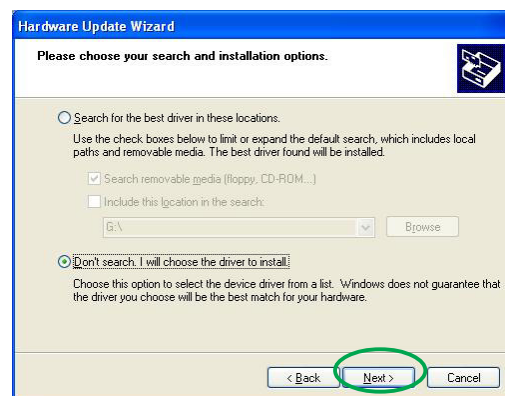 Hardware Update Wizard
Please choose your search and installation options.
Search for the best driver in these locations.
Use the check boxes below to limit or expand the default search, which includes local
paths and removable media. The best driver found will be installed.
Search removable media (floppy, CD-ROM...)
Include this location in the search:
G:\
Browse
Don't search. I will choose the driver to install.
Choose this option to select the device driver from a list. Windows does not guarantee that
the driver you choose will be the best match for your hardware.
< Back Next > Cancel